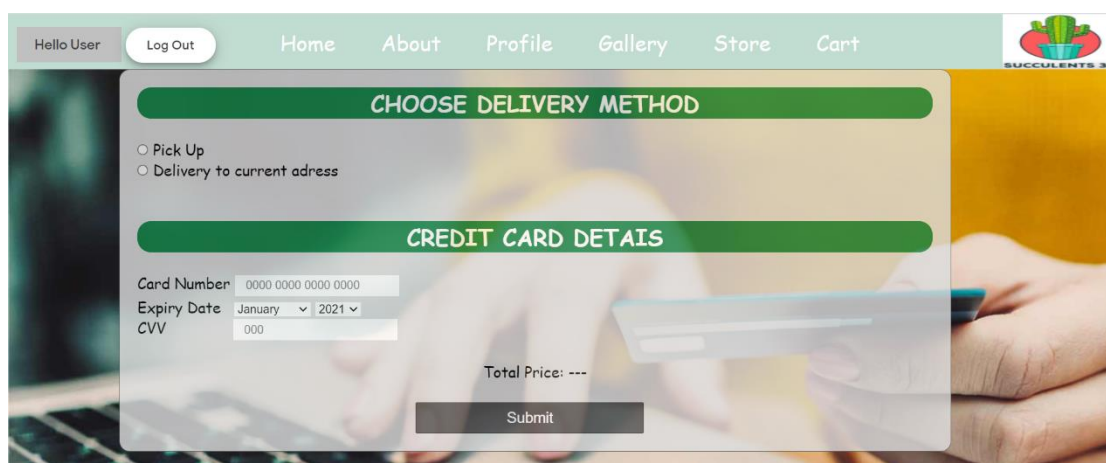 Hello User Log Out Home About Profile Gallery Store Cart
SUCCULENTS 3
CHOOSE DELIVERY METHOD
Pick Up
Delivery to current adress
CREDIT CARD DETAIS
Card Number 0000 0000 0000 0000
Expiry Date January 2021
CVV 000
Total Price: ---
Submit